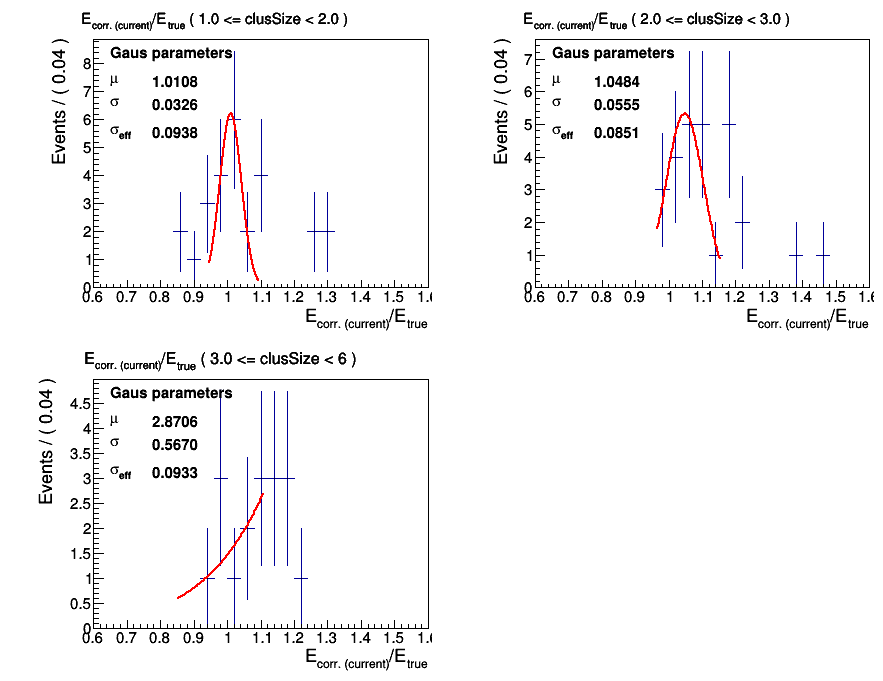 E_corr. (current)/E_true ( 1.0 <= clusSize < 2.0 )
Events / ( 0.04 )
Gaus parameters
μ 1.0108
σ 0.0326
σ_eff 0.0938
8
7
6
5
4
3
2
1
0
0.6 0.7 0.8 0.9 1 1.1 1.2 1.3 1.4 1.5 1.6
E_corr. (current)/E_true
E_corr. (current)/E_true ( 2.0 <= clusSize < 3.0 )
Events / ( 0.04 )
Gaus parameters
μ 1.0484
σ 0.0555
σ_eff 0.0851
7
6
5
4
3
2
1
0
0.6 0.7 0.8 0.9 1 1.1 1.2 1.3 1.4 1.5 1.6
E_corr. (current)/E_true
E_corr. (current)/E_true ( 3.0 <= clusSize < 6 )
Events / ( 0.04 )
Gaus parameters
μ 2.8706
σ 0.5670
σ_eff 0.0933
4.5
4
3.5
3
2.5
2
1.5
1
0.5
0
0.6 0.7 0.8 0.9 1 1.1 1.2 1.3 1.4 1.5 1.6
E_corr. (current)/E_true